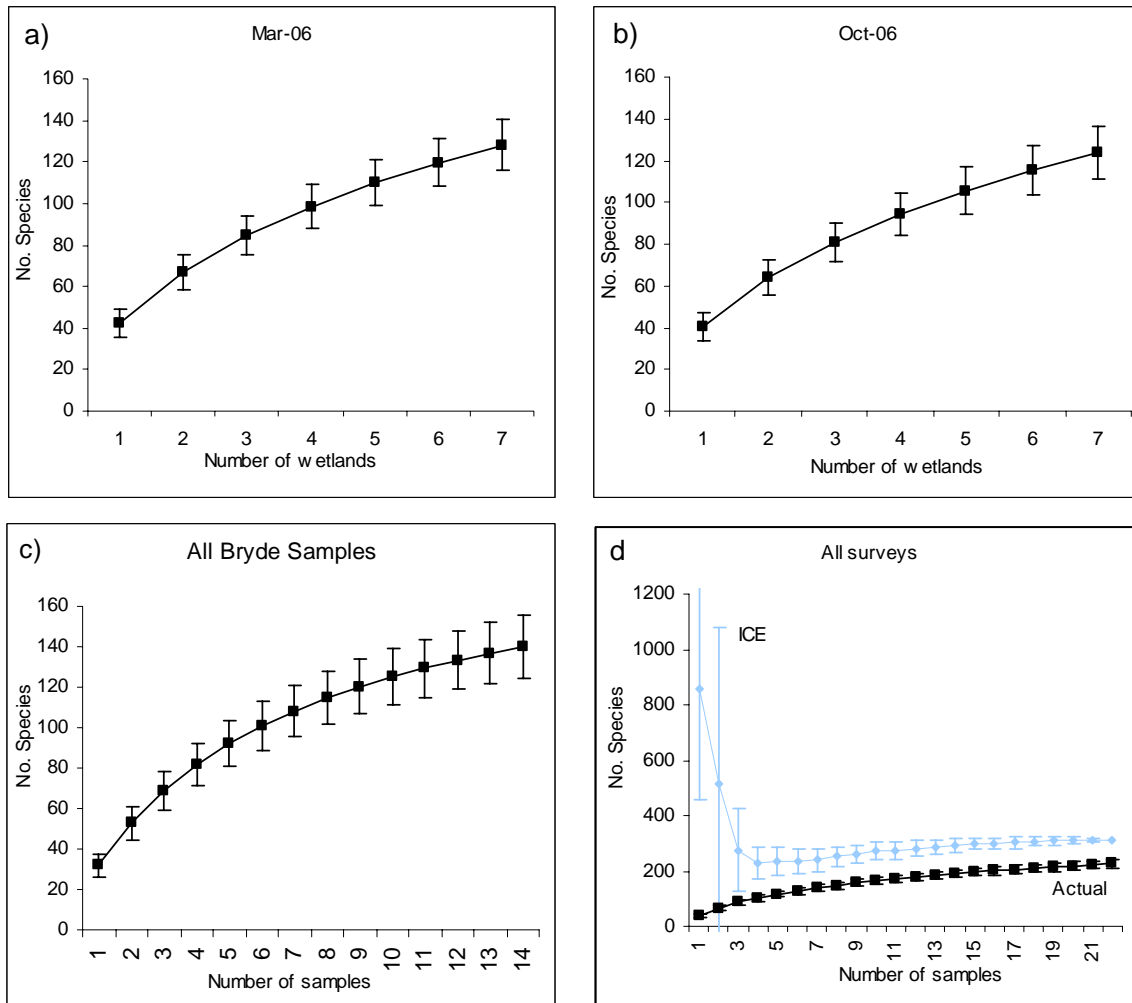 a)
Mar-06
160
140
120
100
80
60
40
20
0
No. Species
1 2 3 4 5 6 7
Number of wetlands
b)
Oct-06
160
140
120
100
80
60
40
20
0
No. Species
1 2 3 4 5 6 7
Number of wetlands
c)
All Bryde Samples
160
140
120
100
80
60
40
20
0
No. Species
1 2 3 4 5 6 7 8 9 10 11 12 13 14
Number of samples
d
All surveys
1200
1000
800
600
400
200
0
No. Species
ICE
Actual
1 3 5 7 9 11 13 15 17 19 21
Number of samples